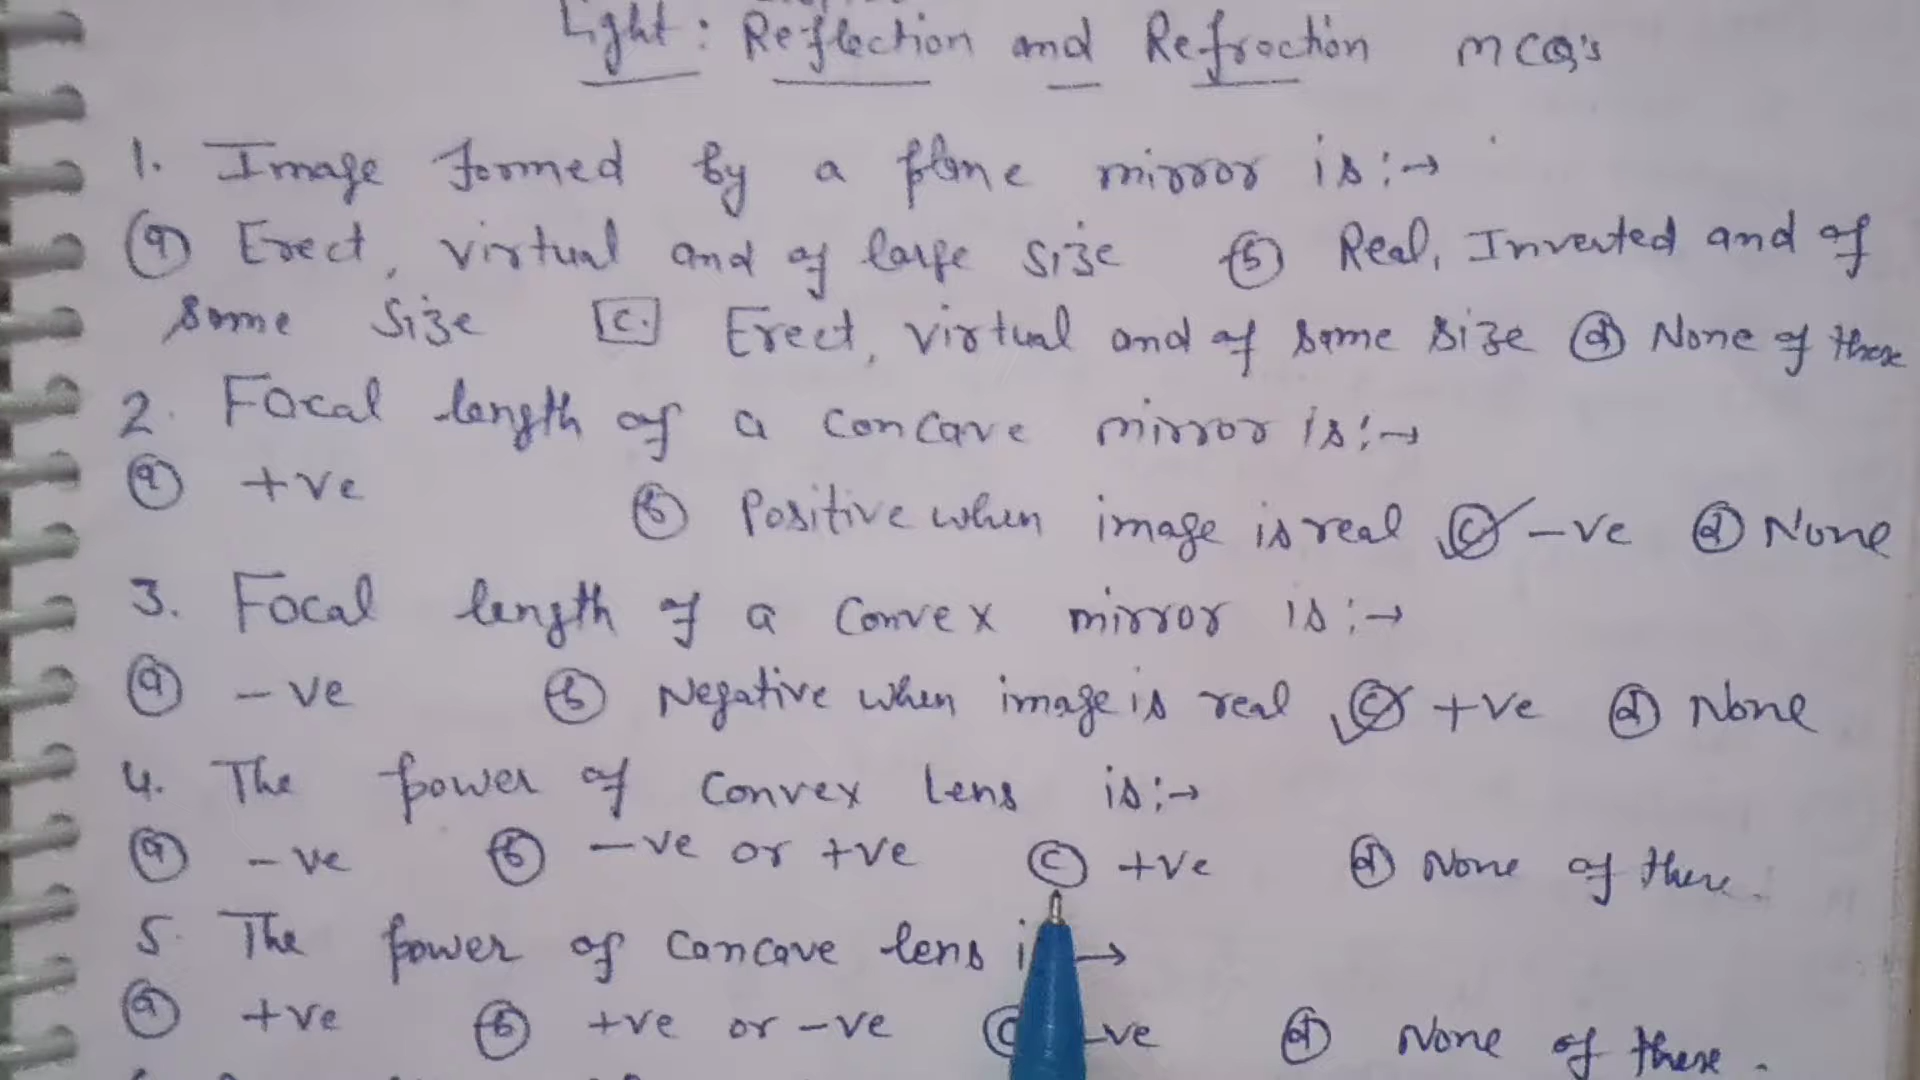 Light: Reflection and Refraction MCQ's
1. Image formed by a plane mirror is:→
(a) Erect, virtual and of large size (b) Real, Inverted and of
same size [c.] Erect, virtual and of same size (d) None of these
2. Focal length of a concave mirror is:→
(a) +ve (b) Positive when image is real (c) -ve (d) None
3. Focal length of a convex mirror is:→
(a) -ve (b) Negative when image is real (c) +ve (d) None
4. The power of convex lens is:→
(a) -ve (b) -ve or +ve (c) +ve (d) None of these.
5. The power of concave lens →
(a) +ve (b) +ve or -ve (c) -ve (d) None of these.